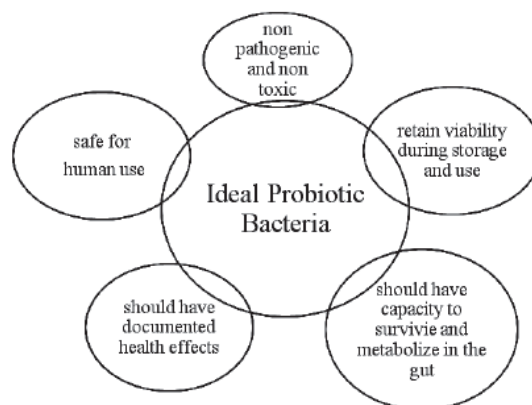 non
pathogenic
and non
toxic
safe for
human use
retain viability
during storage
and use
Ideal Probiotic
Bacteria
should have
documented
health effects
should have
capacity to
survivie and
metabolize in the
gut